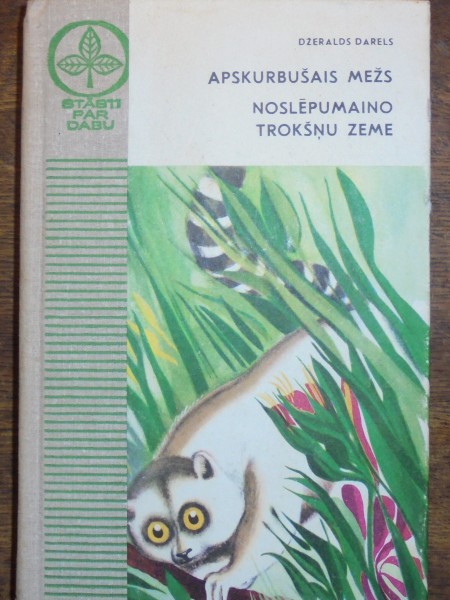 DŽERALDS DARELS
APSKURBUŠAIS MEŽS
NOSLĒPUMAINO
TROKŠŅU ZEME
STĀSTI
PAR
DABU